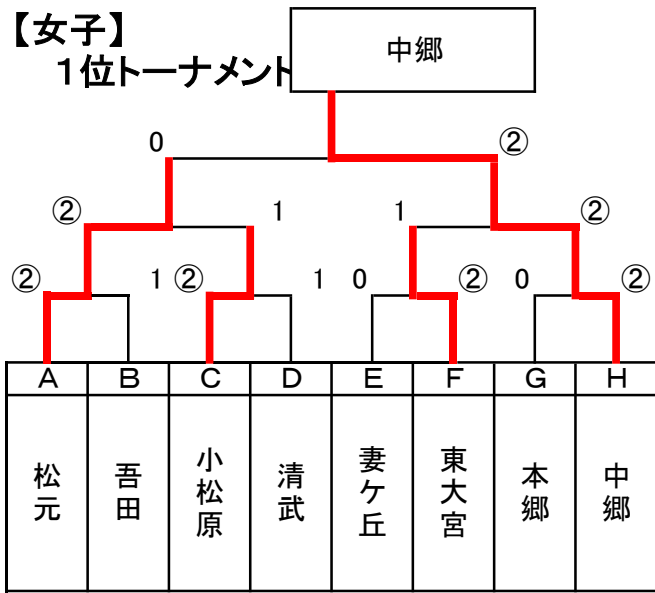 【女子】
1位トーナメント
中郷
0 ②
② 1 1 ②
② 1 ② 1 0 ② 0 ②
A B C D E F G H
松元 吾田 小松原 清武 妻ケ丘 東大宮 本郷 中郷